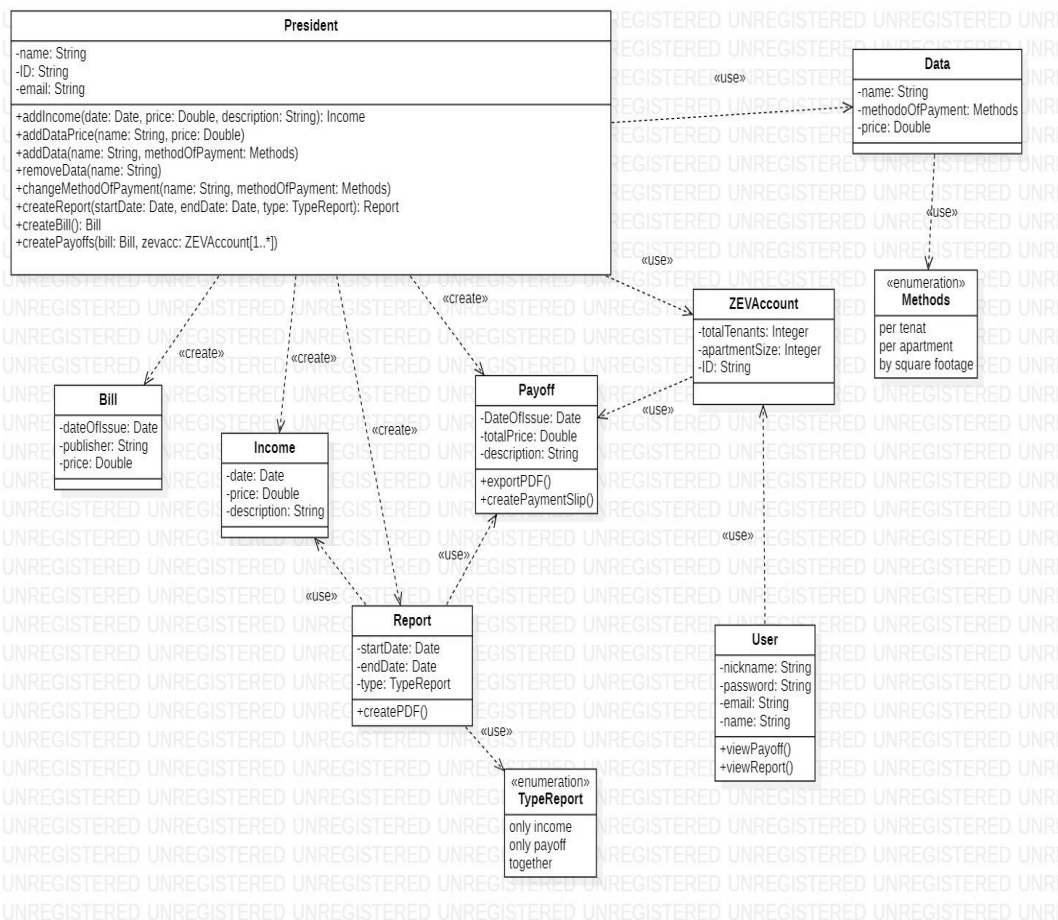 President
-name: String
-ID: String
-email: String
+addIncome(date: Date, price: Double, description: String): Income
+addDataPrice(name: String, price: Double)
+addData(name: String, methodOfPayment: Methods)
+removeData(name: String)
+changeMethodOfPayment(name: String, methodOfPayment: Methods)
+createReport(startDate: Date, endDate: Date, type: TypeReport): Report
+createBill(): Bill
+createPayoffs(bill: Bill, zevacc: ZEVAccount[1..*])
«use»
Data
-name: String
-methodoOfPayment: Methods
-price: Double
«use»
«enumeration»
Methods
per tenat
per apartment
by square footage
«use»
ZEVAccount
-totalTenants: Integer
-apartmentSize: Integer
-ID: String
«create»
«create»
«create»
«create»
Bill
-dateOfIssue: Date
-publisher: String
-price: Double
Income
-date: Date
-price: Double
-description: String
Payoff
-DateOfIssue: Date
-totalPrice: Double
-description: String
+exportPDF()
+createPaymentSlip()
«use»
«use»
«use»
«use»
Report
-startDate: Date
-endDate: Date
-type: TypeReport
+createPDF()
«use»
«enumeration»
TypeReport
only income
only payoff
together
User
-nickname: String
-password: String
-email: String
-name: String
+viewPayoff()
+viewReport()
UNREGISTERED